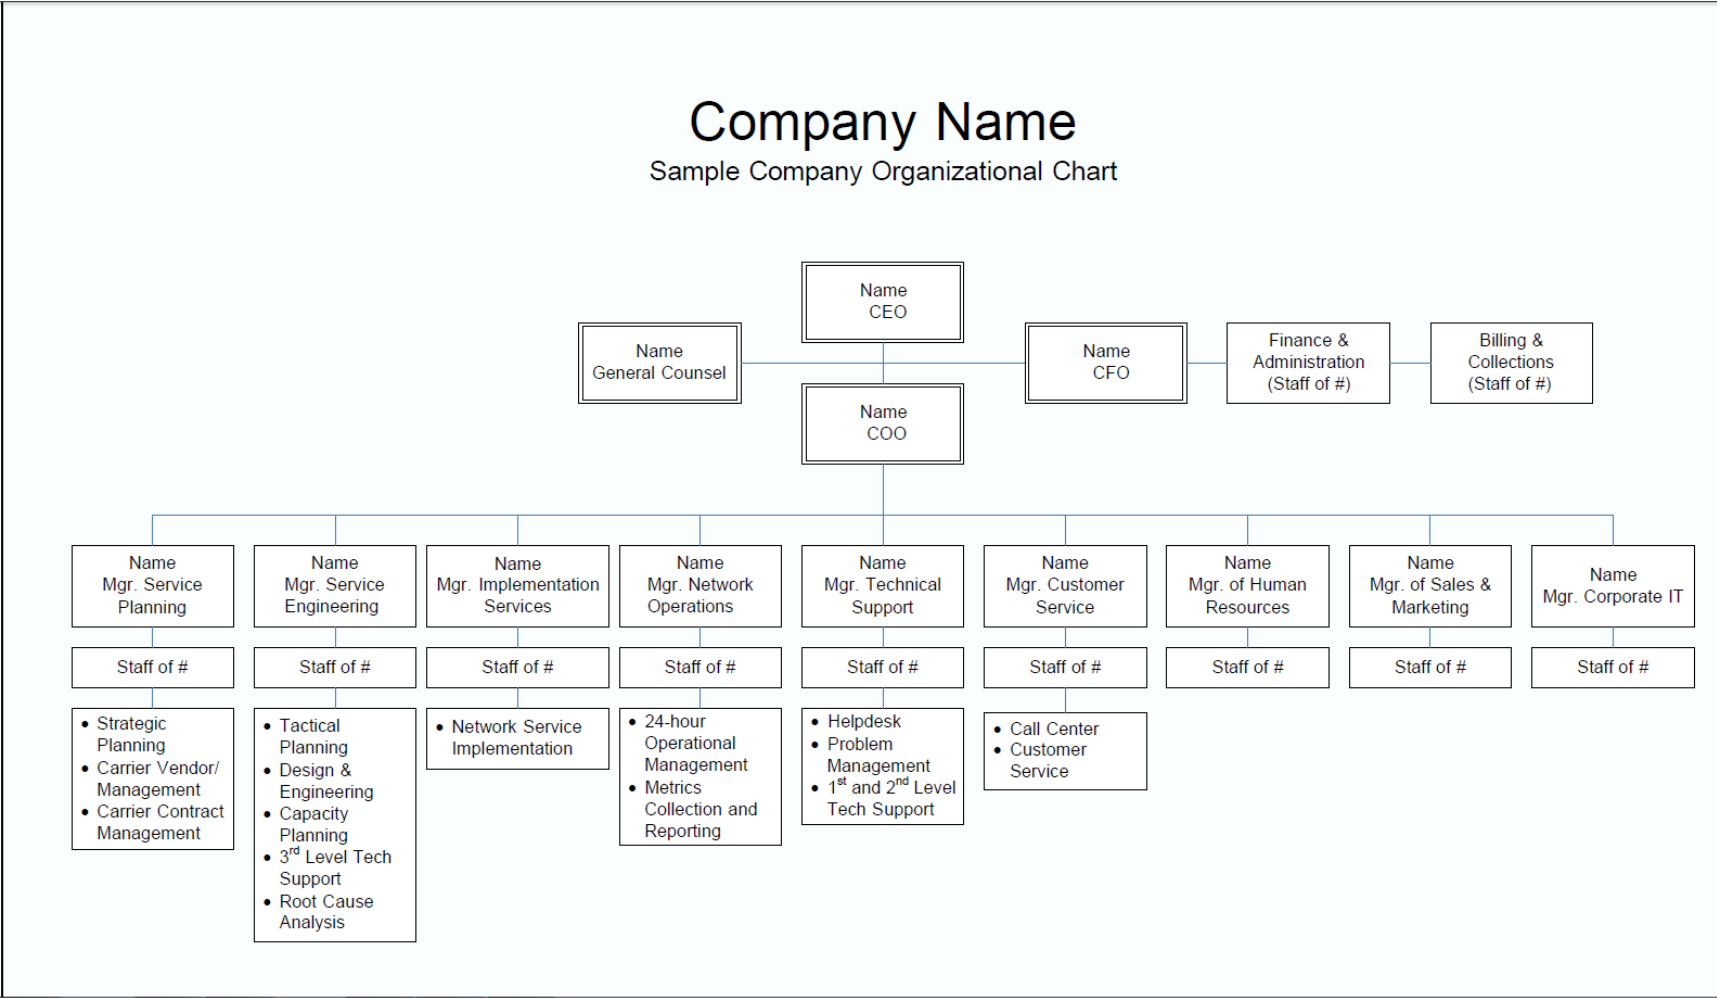 Company Name
Sample Company Organizational Chart
Name
CEO
Name
General Counsel
Name
CFO
Finance &
Administration
(Staff of #)
Billing &
Collections
(Staff of #)
Name
COO
Name
Mgr. Service
Planning
Staff of #
• Strategic
Planning
• Carrier Vendor/
Management
• Carrier Contract
Management
Name
Mgr. Service
Engineering
Staff of #
• Tactical
Planning
• Design &
Engineering
• Capacity
Planning
• 3rd Level Tech
Support
• Root Cause
Analysis
Name
Mgr. Implementation
Services
Staff of #
• Network Service
Implementation
Name
Mgr. Network
Operations
Staff of #
• 24-hour
Operational
Management
• Metrics
Collection and
Reporting
Name
Mgr. Technical
Support
Staff of #
• Helpdesk
• Problem
Management
• 1st and 2nd Level
Tech Support
Name
Mgr. Customer
Service
Staff of #
• Call Center
• Customer
Service
Name
Mgr. of Human
Resources
Staff of #
Name
Mgr. of Sales &
Marketing
Staff of #
Name
Mgr. Corporate IT
Staff of #